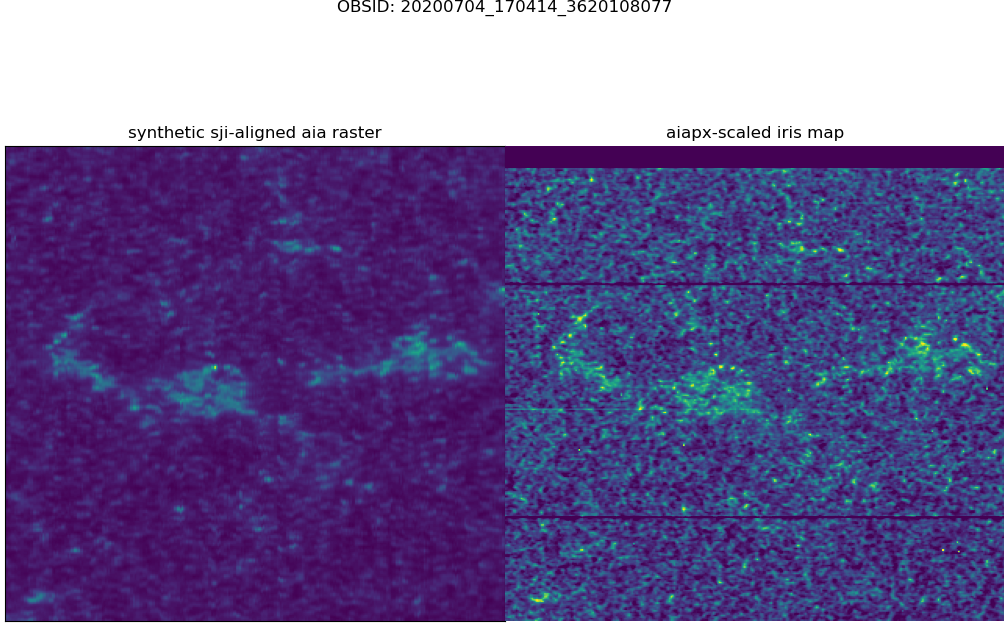 OBSID: 20200704_170414_3620108077
synthetic sji-aligned aia raster
aiapx-scaled iris map